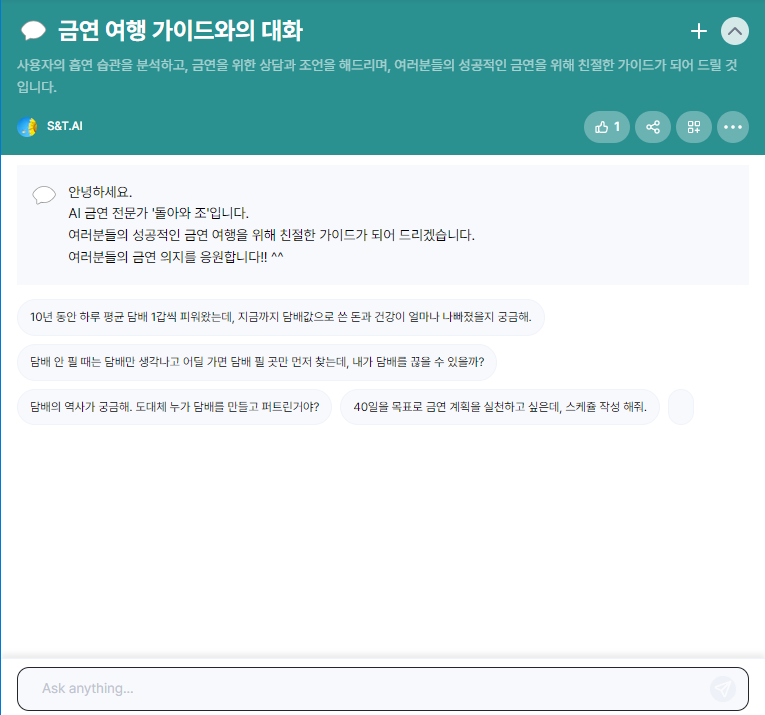 금연 여행 가이드와의 대화
사용자의 흡연 습관을 분석하고, 금연을 위한 상담과 조언을 해드리며, 여러분들의 성공적인 금연을 위해 친절한 가이드가 되어 드릴 것
입니다.
S&T.AI
1
안녕하세요.
AI 금연 전문가 '돌아와 조'입니다.
여러분들의 성공적인 금연 여행을 위해 친절한 가이드가 되어 드리겠습니다.
여러분들의 금연 의지를 응원합니다!! ^^
10년 동안 하루 평균 담배 1갑씩 피워왔는데, 지금까지 담배값으로 쓴 돈과 건강이 얼마나 나빠졌을지 궁금해.
담배 안 필 때는 담배만 생각나고 어딜 가면 담배 필 곳만 먼저 찾는데, 내가 담배를 끊을 수 있을까?
담배의 역사가 궁금해. 도대체 누가 담배를 만들고 퍼트린거야?
40일을 목표로 금연 계획을 실천하고 싶은데, 스케쥴 작성 해줘.
Ask anything...